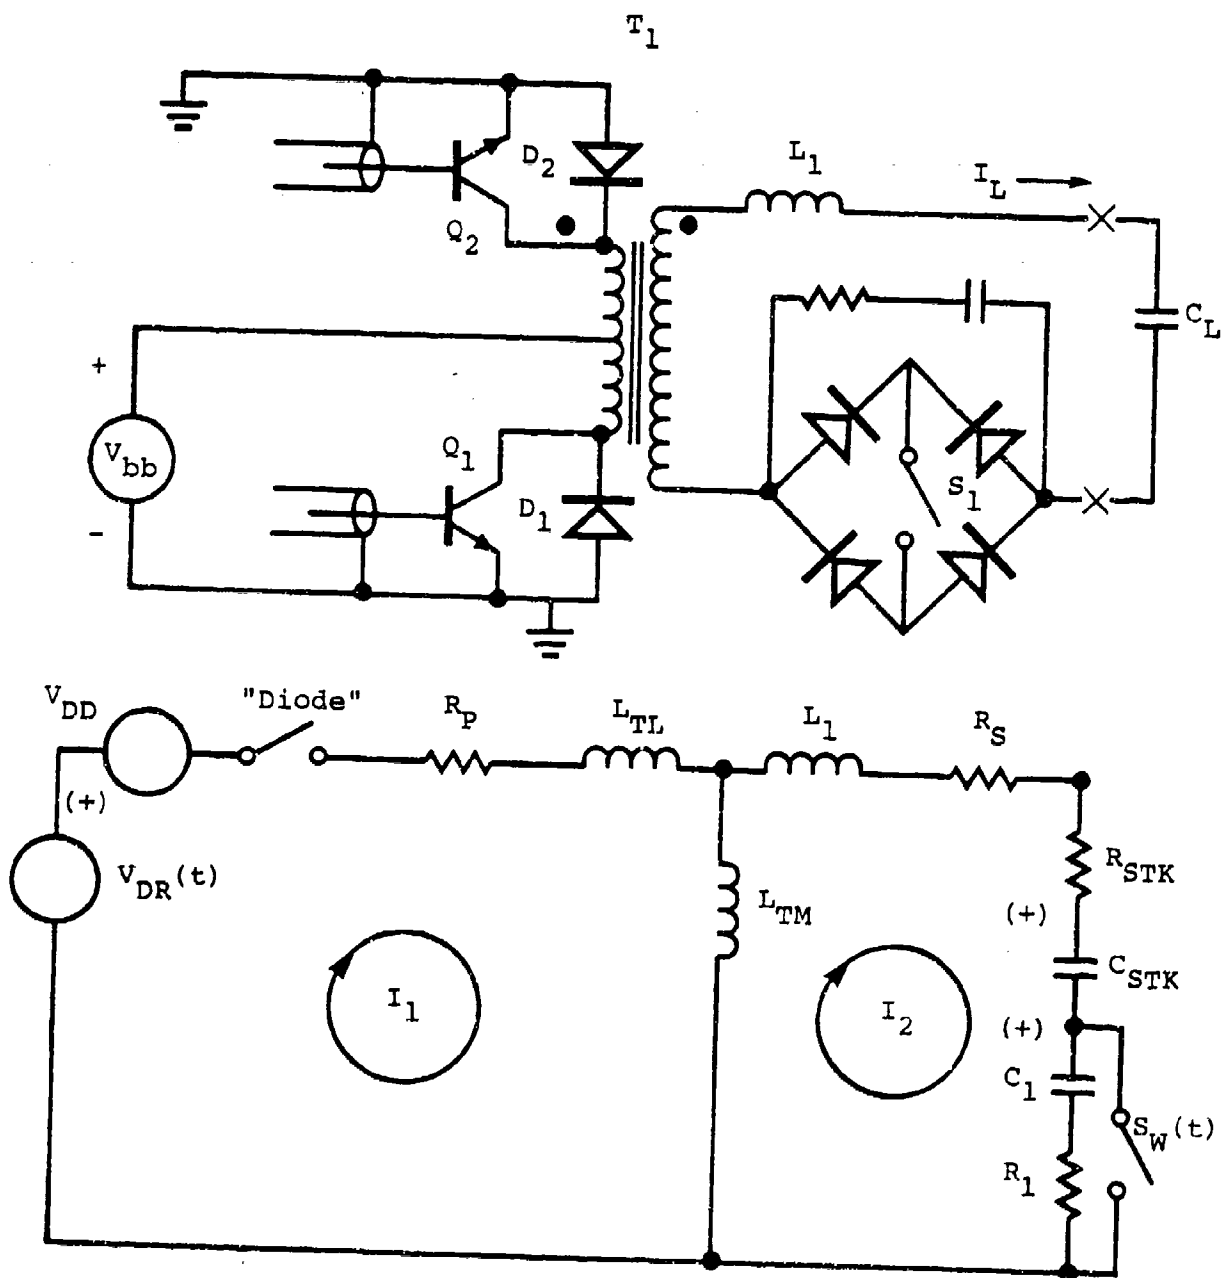 T1
D2
L1
IL
Q2
CL
+
Vbb
-
Q1
D1
S1
VDD
"Diode"
RP
LTL
L1
RS
(+)
VDR(t)
RSTK
LTM
(+)
CSTK
I1
I2
(+)
C1
SW(t)
R1